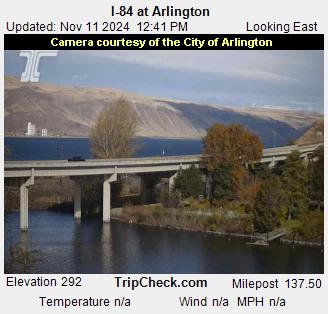 I-84 at Arlington
Updated: Nov 11 2024 12:41 PM Looking East
Camera courtesy of the City of Arlington
Elevation 292 TripCheck.com Milepost 137.50
Temperature n/a Wind n/a MPH n/a